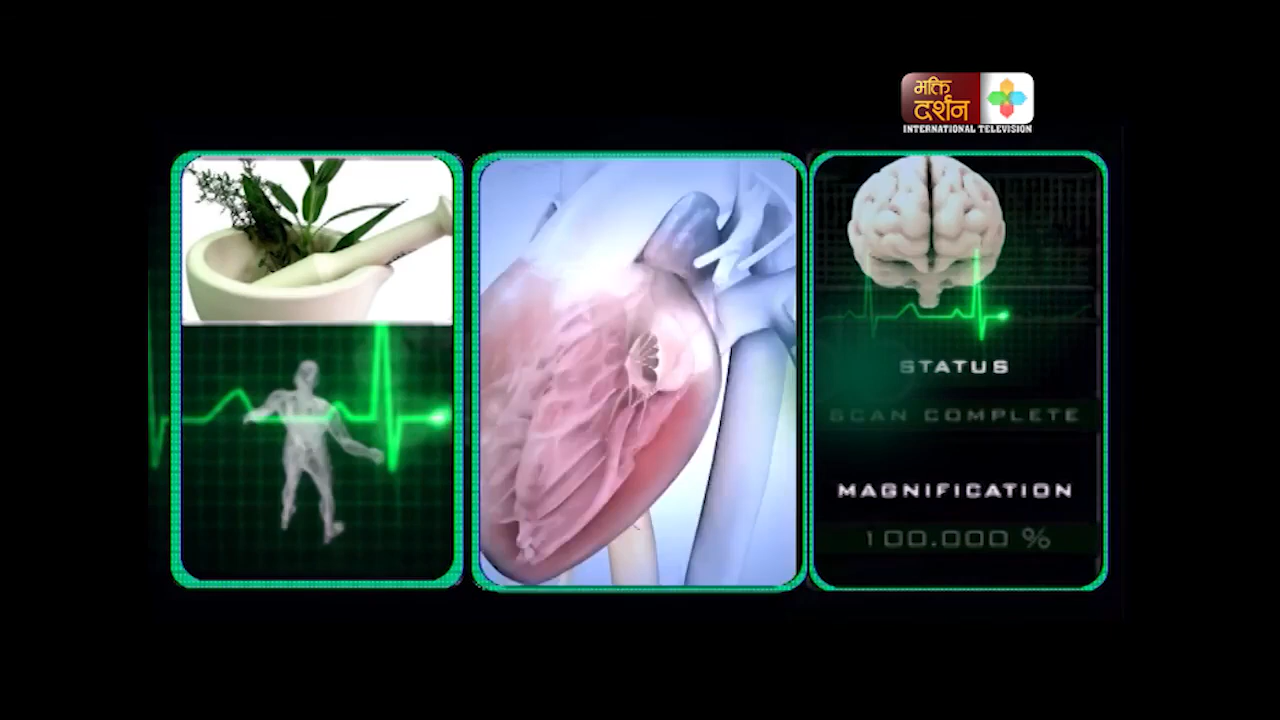 भक्ति
दर्शन
INTERNATIONAL TELEVISION
STATUS
SCAN COMPLETE
MAGNIFICATION
100.000 %